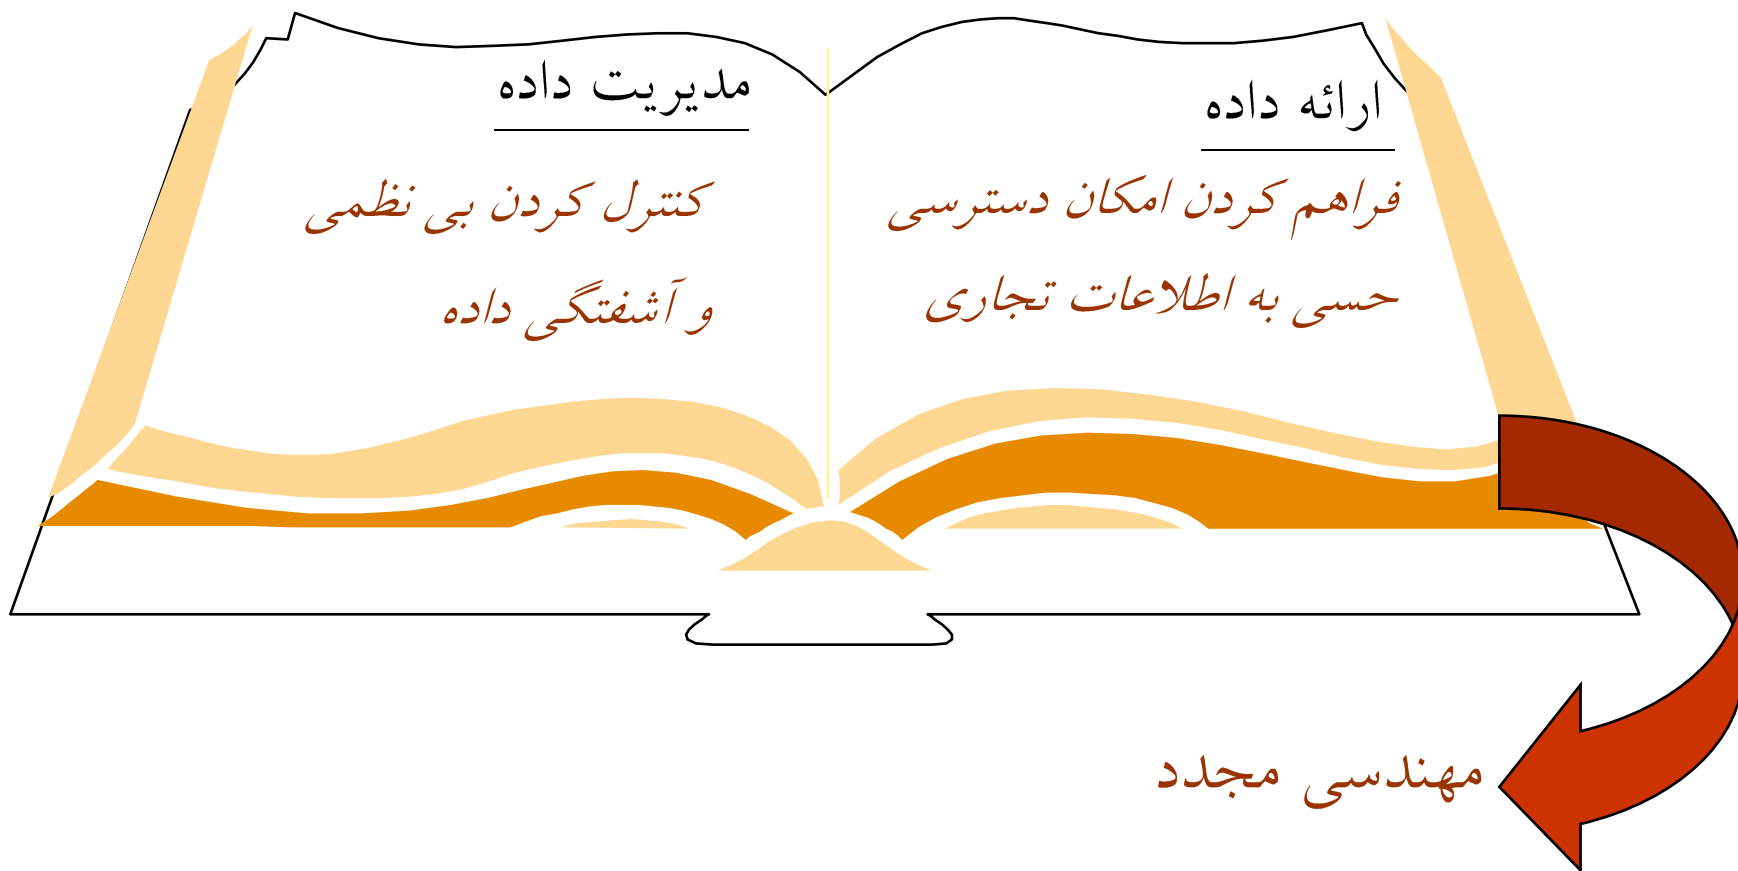 ارائه داده
فراهم کردن امکان دسترسی
حسی به اطلاعات تجاری
مدیریت داده
کنترل کردن بی نظمی
و آشفتگی داده
مهندسی مجدد